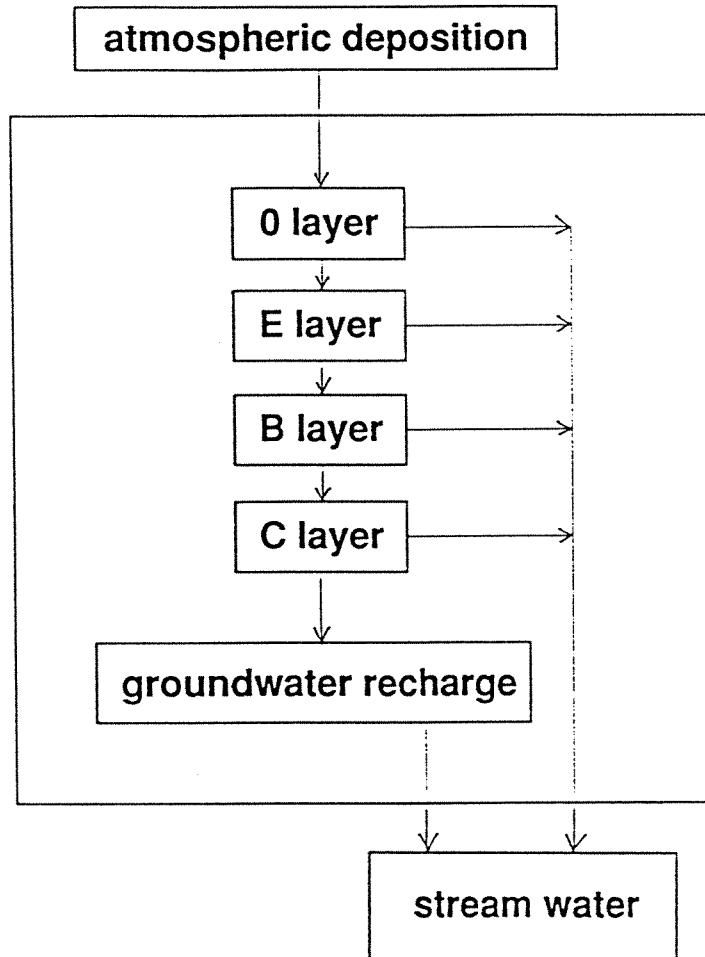 atmospheric deposition
0 layer
E layer
B layer
C layer
groundwater recharge
stream water